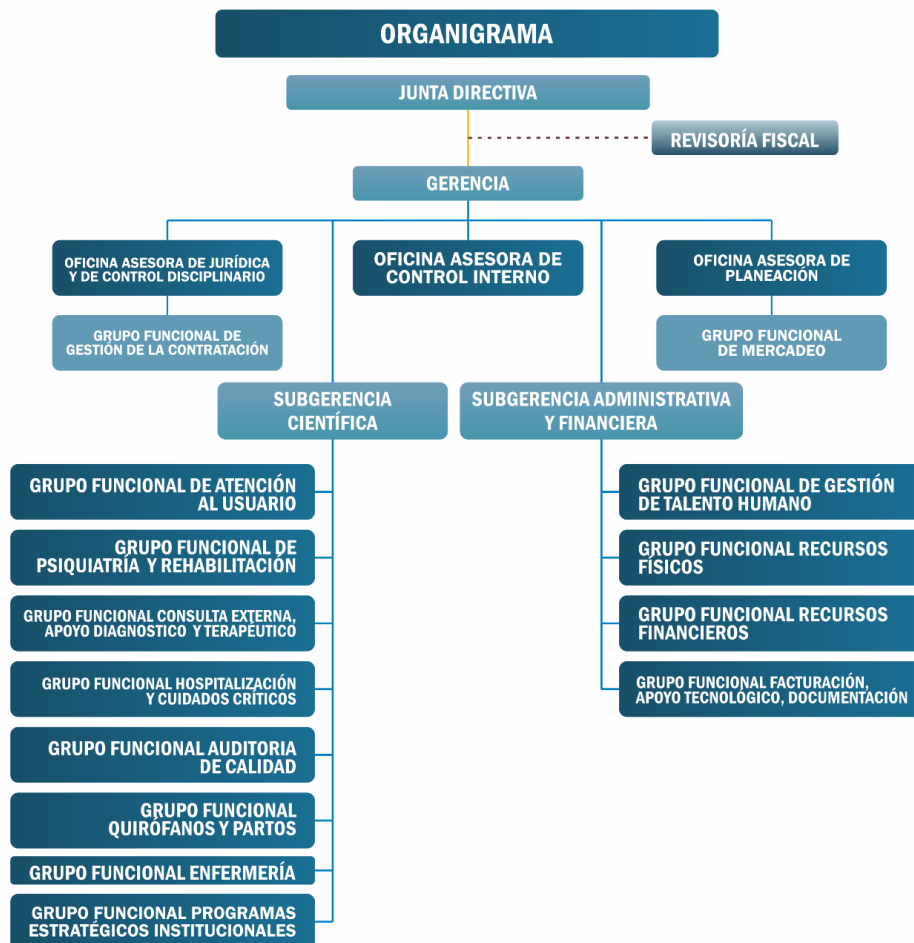 ORGANIGRAMA
JUNTA DIRECTIVA
REVISORÍA FISCAL
GERENCIA
OFICINA ASESORA DE JURÍDICA
Y DE CONTROL DISCIPLINARIO
OFICINA ASESORA DE
CONTROL INTERNO
OFICINA ASESORA DE
PLANEACIÓN
GRUPO FUNCIONAL DE
GESTIÓN DE LA CONTRATACIÓN
GRUPO FUNCIONAL
DE MERCADEO
SUBGERENCIA
CIENTÍFICA
SUBGERENCIA ADMINISTRATIVA
Y FINANCIERA
GRUPO FUNCIONAL DE ATENCIÓN
AL USUARIO
GRUPO FUNCIONAL DE
PSIQUIATRÍA Y REHABILITACIÓN
GRUPO FUNCIONAL CONSULTA EXTERNA,
APOYO DIAGNOSTICO Y TERAPÉUTICO
GRUPO FUNCIONAL HOSPITALIZACIÓN
Y CUIDADOS CRÍTICOS
GRUPO FUNCIONAL AUDITORIA
DE CALIDAD
GRUPO FUNCIONAL
QUIRÓFANOS Y PARTOS
GRUPO FUNCIONAL ENFERMERÍA
GRUPO FUNCIONAL PROGRAMAS
ESTRATÉGICOS INSTITUCIONALES
GRUPO FUNCIONAL DE GESTIÓN
DE TALENTO HUMANO
GRUPO FUNCIONAL RECURSOS
FÍSICOS
GRUPO FUNCIONAL RECURSOS
FINANCIEROS
GRUPO FUNCIONAL FACTURACIÓN,
APOYO TECNOLÓGICO, DOCUMENTACIÓN